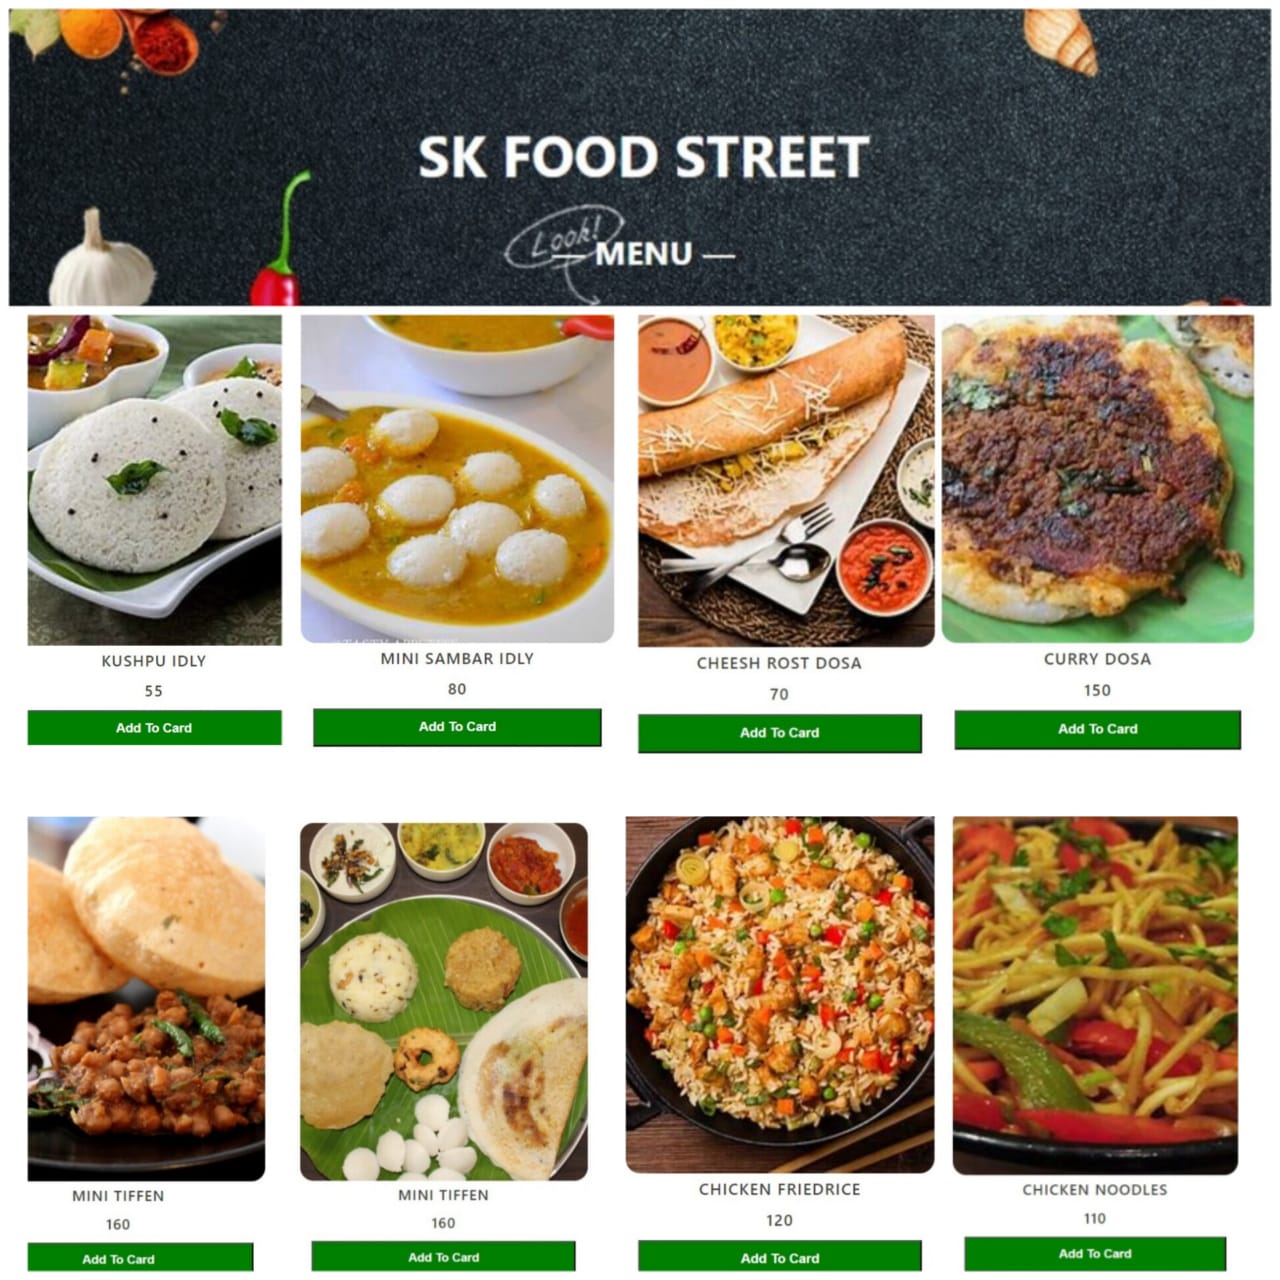 SK FOOD STREET
Look!
— MENU —
KUSHPU IDLY
55
Add To Card
MINI SAMBAR IDLY
80
Add To Card
CHEESH ROST DOSA
70
Add To Card
CURRY DOSA
150
Add To Card
MINI TIFFEN
160
Add To Card
MINI TIFFEN
160
Add To Card
CHICKEN FRIEDRICE
120
Add To Card
CHICKEN NOODLES
110
Add To Card